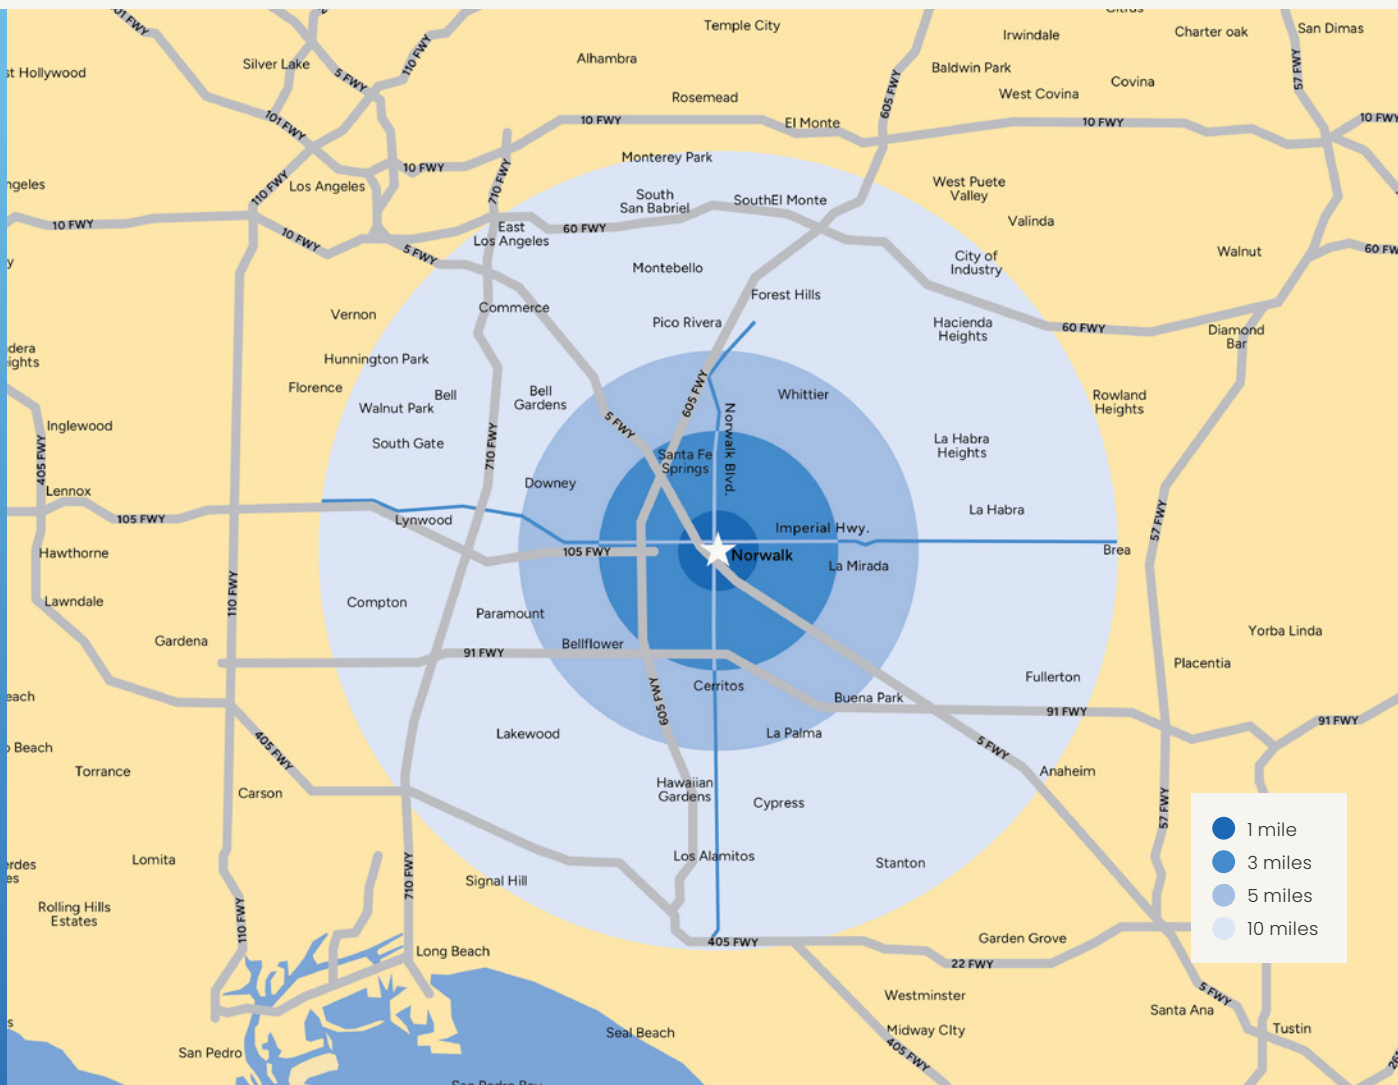 Citrus
Temple City
Irwindale
Charter oak
San Dimas
101 FWY
110 FWY
Silver Lake
5 FWY
Alhambra
Baldwin Park
57 FWY
st Hollywood
605 FWY
Covina
West Covina
Rosemead
101 FWY
10 FWY
El Monte
10 FWY
10 FWY
Monterey Park
10 FWY
710 FWY
ngeles
110 FWY
Los Angeles
South
San Babriel
SouthEl Monte
West Puete
Valley
Valinda
10 FWY
10 FWY
East
Los Angeles
60 FWY
5 FWY
Walnut
60 FW
y
Montebello
City of
Industry
Forest Hills
Commerce
Vernon
Pico Rivera
Hacienda
Heights
60 FWY
Diamond
Bar
dera
ights
Hunnington Park
Florence
Bell
Bell
Gardens
605 FWY
Whittier
Rowland
Heights
Walnut Park
5 FWY
Norwalk Blvd.
Inglewood
South Gate
710 FWY
La Habra
Heights
405 FWY
Santa Fe
Springs
Lennox
Downey
La Habra
105 FWY
Lynwood
Imperial Hwy.
57 FWY
Hawthorne
105 FWY
Norwalk
Brea
La Mirada
Lawndale
110 FWY
Compton
Paramount
Gardena
Bellflower
91 FWY
Yorba Linda
Placentia
each
605 FWY
Cerritos
Buena Park
Fullerton
91 FWY
91 FWY
o Beach
405 FWY
Lakewood
La Palma
5 FWY
Torrance
Anaheim
Carson
Hawaiian
Gardens
Cypress
57 FWY
1 mile
3 miles
5 miles
10 miles
erdes
es
Lomita
710 FWY
Signal Hill
Los Alamitos
Stanton
Rolling Hills
Estates
110 FWY
Long Beach
405 FWY
Garden Grove
22 FWY
Westminster
5 FWY
Santa Ana
s
Seal Beach
Midway CIty
405 FWY
Tustin
San Pedro
San Pedro Bay